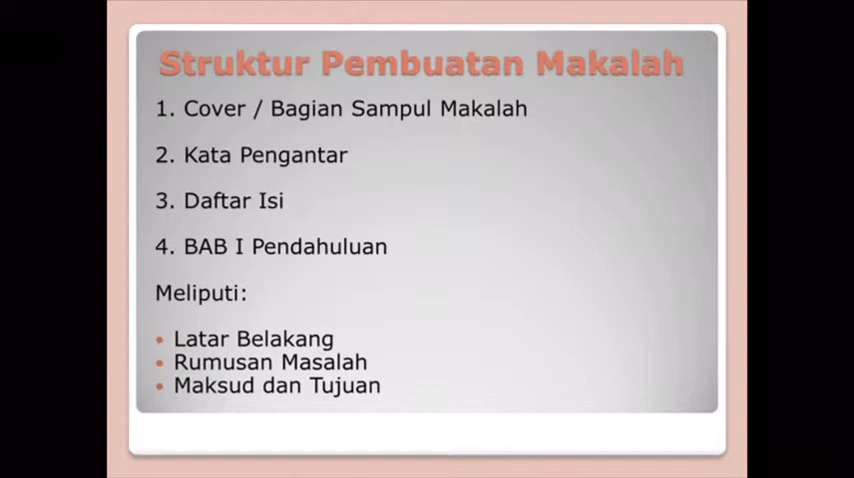 Struktur Pembuatan Makalah
1. Cover / Bagian Sampul Makalah
2. Kata Pengantar
3. Daftar Isi
4. BAB I Pendahuluan
Meliputi:
• Latar Belakang
• Rumusan Masalah
• Maksud dan Tujuan